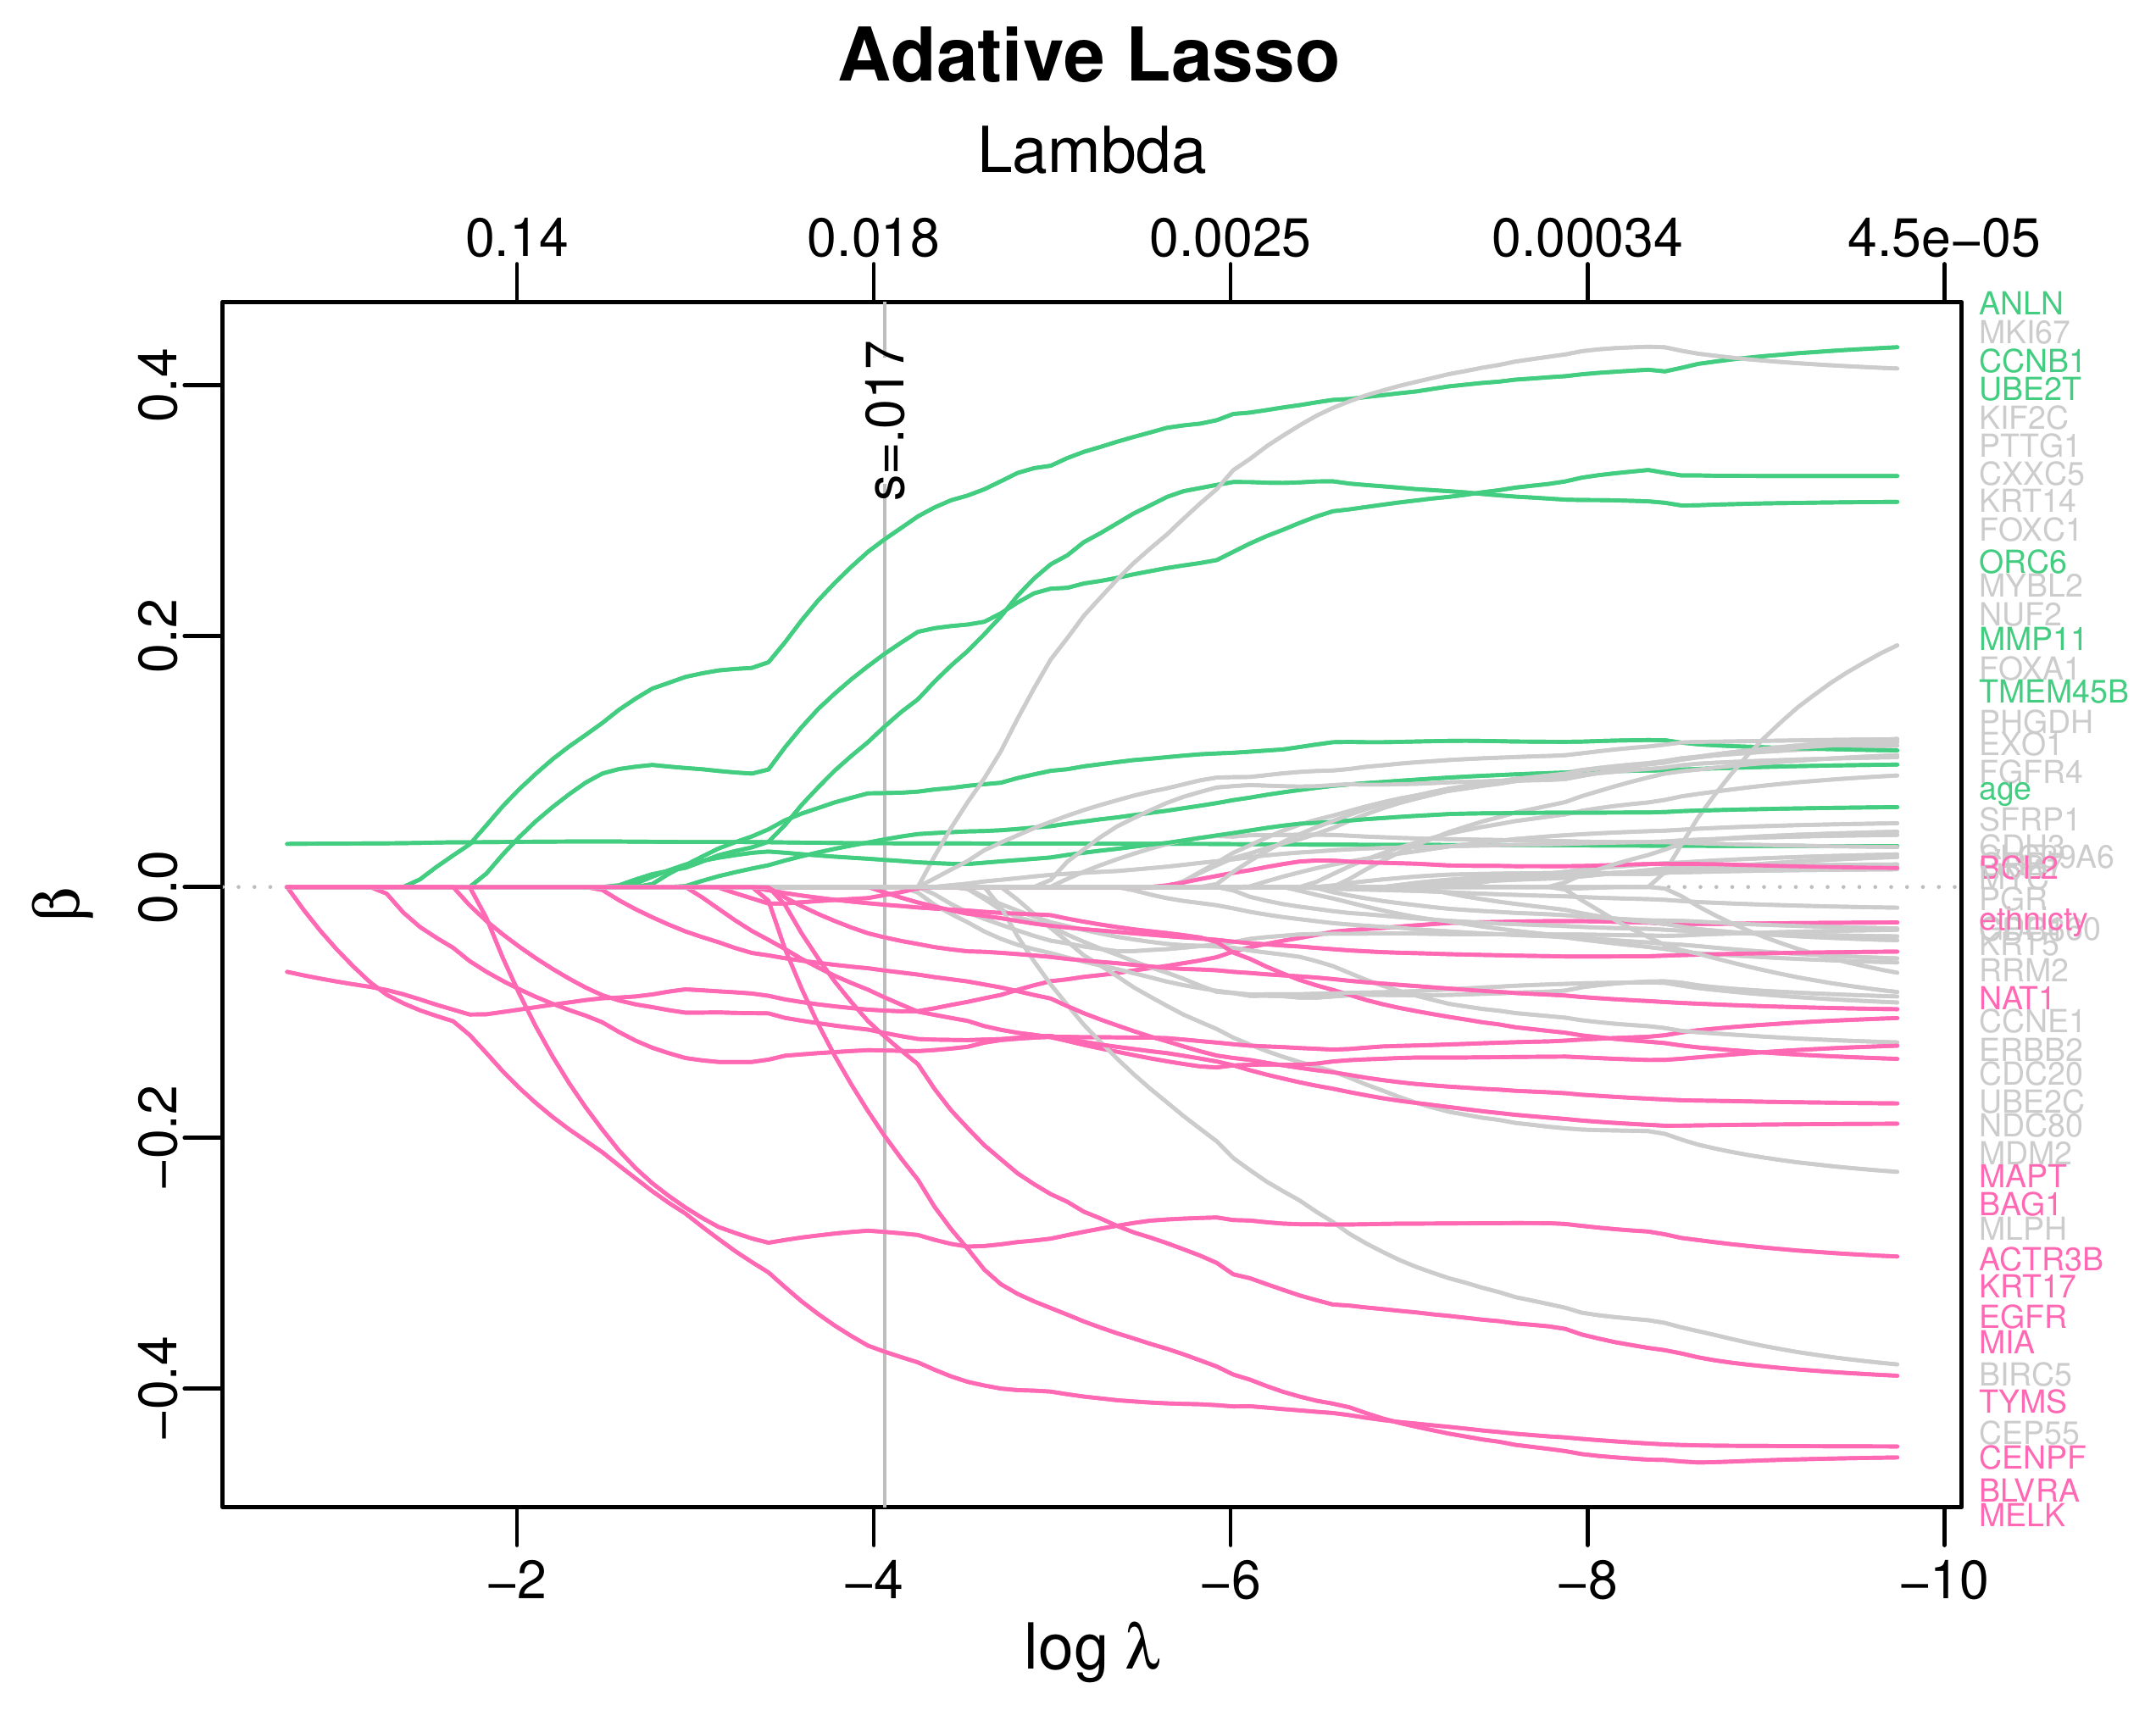 Adative Lasso
Lambda
0.14 0.018 0.0025 0.00034 4.5e−05
s=.017
β
0.4
0.2
0.0
−0.2
−0.4
−2 −4 −6 −8 −10
log λ
ANLN
MKI67
CCNB1
UBE2T
KIF2C
PTTG1
CXXC5
KRT14
FOXC1
ORC6
MYBL2
NUF2
MMP11
FOXA1
TMEM45B
PHGDH
EXO1
FGFR4
age
SFRP1
CDH3
BCL2
PGR
ethnicty
KRT5
RRM2
NAT1
CCNE1
ERBB2
CDC20
UBE2C
NDC80
MDM2
MAPT
BAG1
MLPH
ACTR3B
KRT17
EGFR
MIA
BIRC5
TYMS
CEP55
CENPF
BLVRA
MELK